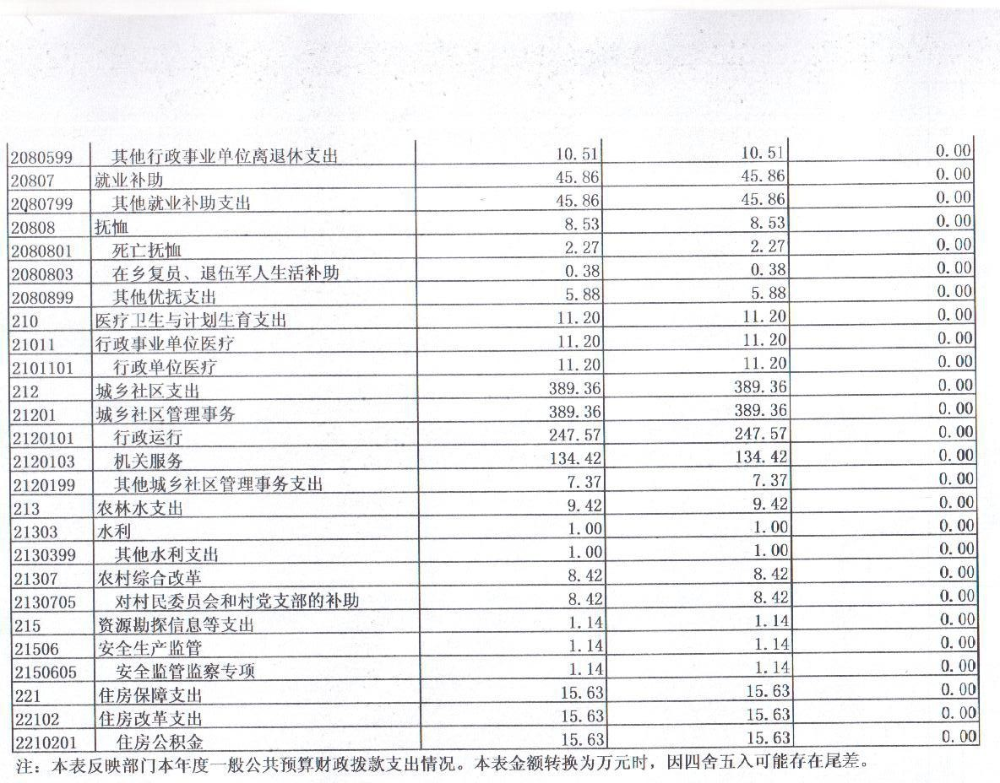 2080599 其他行政事业单位离退休支出 10.51 10.51 0.00
20807 就业补助 45.86 45.86 0.00
2080799 其他就业补助支出 45.86 45.86 0.00
20808 抚恤 8.53 8.53 0.00
2080801 死亡抚恤 2.27 2.27 0.00
2080803 在乡复员、退伍军人生活补助 0.38 0.38 0.00
2080899 其他优抚支出 5.88 5.88 0.00
210 医疗卫生与计划生育支出 11.20 11.20 0.00
21011 行政事业单位医疗 11.20 11.20 0.00
2101101 行政单位医疗 11.20 11.20 0.00
212 城乡社区支出 389.36 389.36 0.00
21201 城乡社区管理事务 389.36 389.36 0.00
2120101 行政运行 247.57 247.57 0.00
2120103 机关服务 134.42 134.42 0.00
2120199 其他城乡社区管理事务支出 7.37 7.37 0.00
213 农林水支出 9.42 9.42 0.00
21303 水利 1.00 1.00 0.00
2130399 其他水利支出 1.00 1.00 0.00
21307 农村综合改革 8.42 8.42 0.00
2130705 对村民委员会和村党支部的补助 8.42 8.42 0.00
215 资源勘探信息等支出 1.14 1.14 0.00
21506 安全生产监管 1.14 1.14 0.00
2150605 安全监管监察专项 1.14 1.14 0.00
221 住房保障支出 15.63 15.63 0.00
22102 住房改革支出 15.63 15.63 0.00
2210201 住房公积金 15.63 15.63 0.00
注：本表反映部门本年度一般公共预算财政拨款支出情况。本表金额转换为万元时，因四舍五入可能存在尾差。